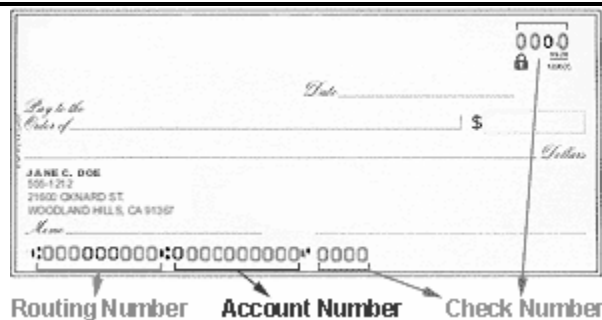 0000
Date
Pay to the
Order of
$
Dollars
JANE C. DOE
555-1212
21600 OXNARD ST.
WOODLAND HILLS, CA 91367
Memo
⑆000000000⑆0000000000⑈ 0000
Routing Number Account Number Check Number